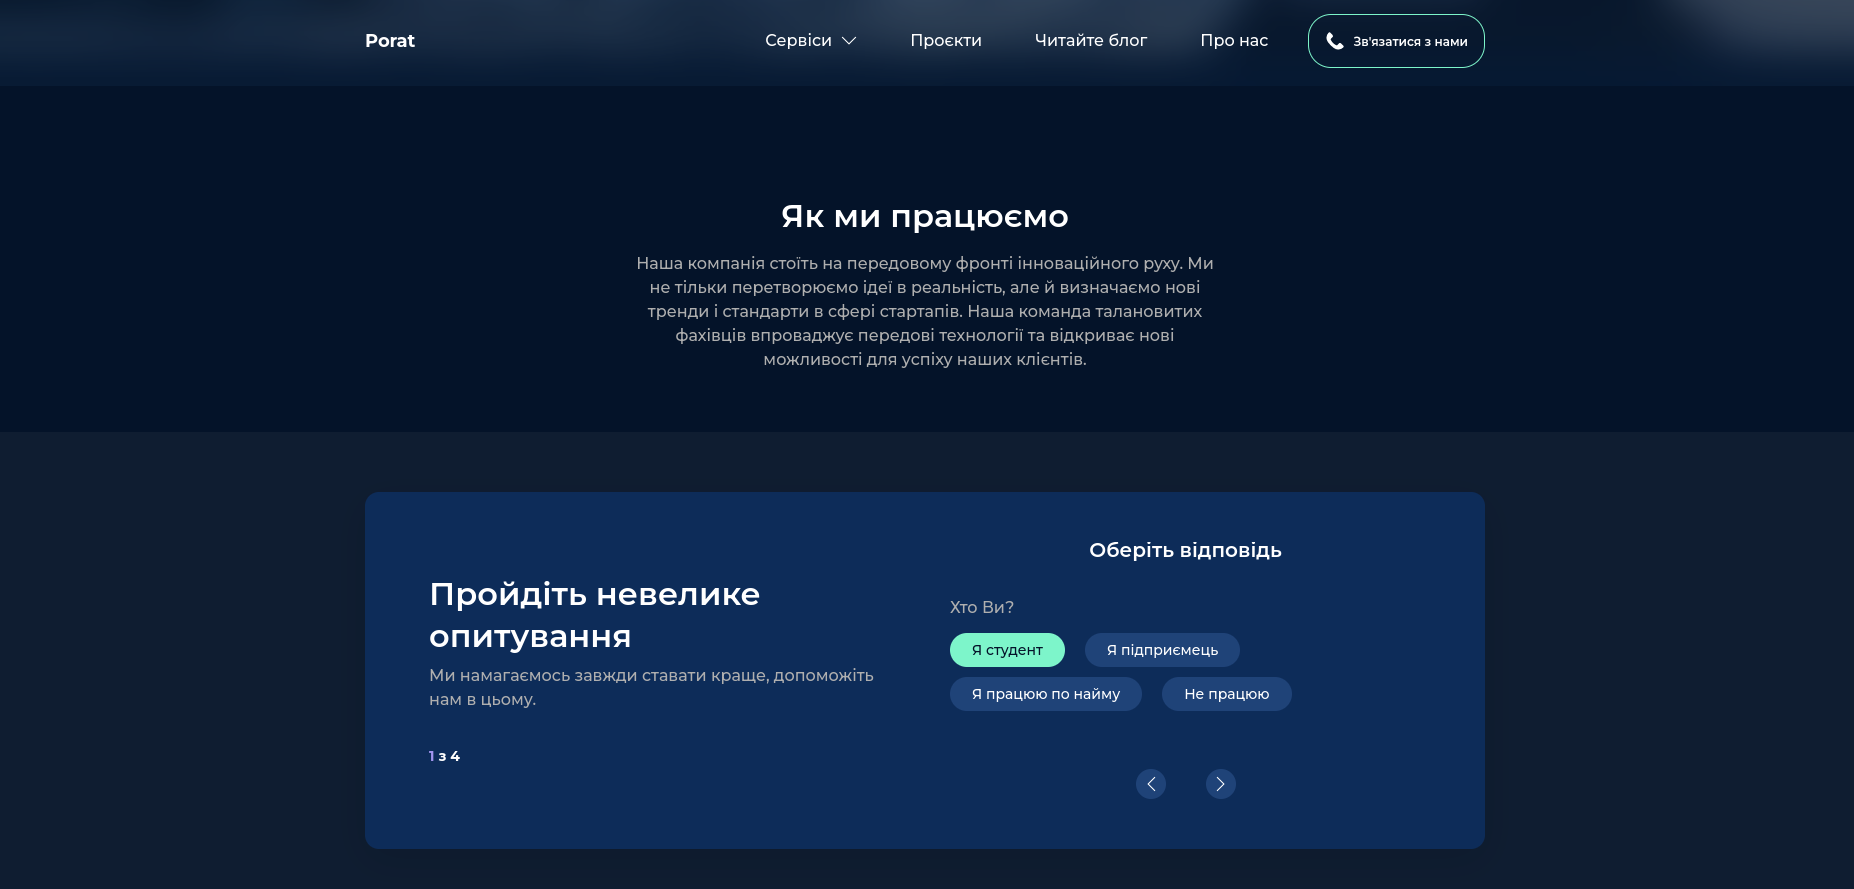 Porat
Сервіси
Проєкти
Читайте блог
Про нас
Зв'язатися з нами
Як ми працюємо
Наша компанія стоїть на передовому фронті інноваційного руху. Ми
не тільки перетворюємо ідеї в реальність, але й визначаємо нові
тренди і стандарти в сфері стартапів. Наша команда талановитих
фахівців впроваджує передові технології та відкриває нові
можливості для успіху наших клієнтів.
Пройдіть невелике
опитування
Ми намагаємось завжди ставати краще, допоможіть
нам в цьому.
1 з 4
Оберіть відповідь
Хто Ви?
Я студент
Я підприємець
Я працюю по найму
Не працюю